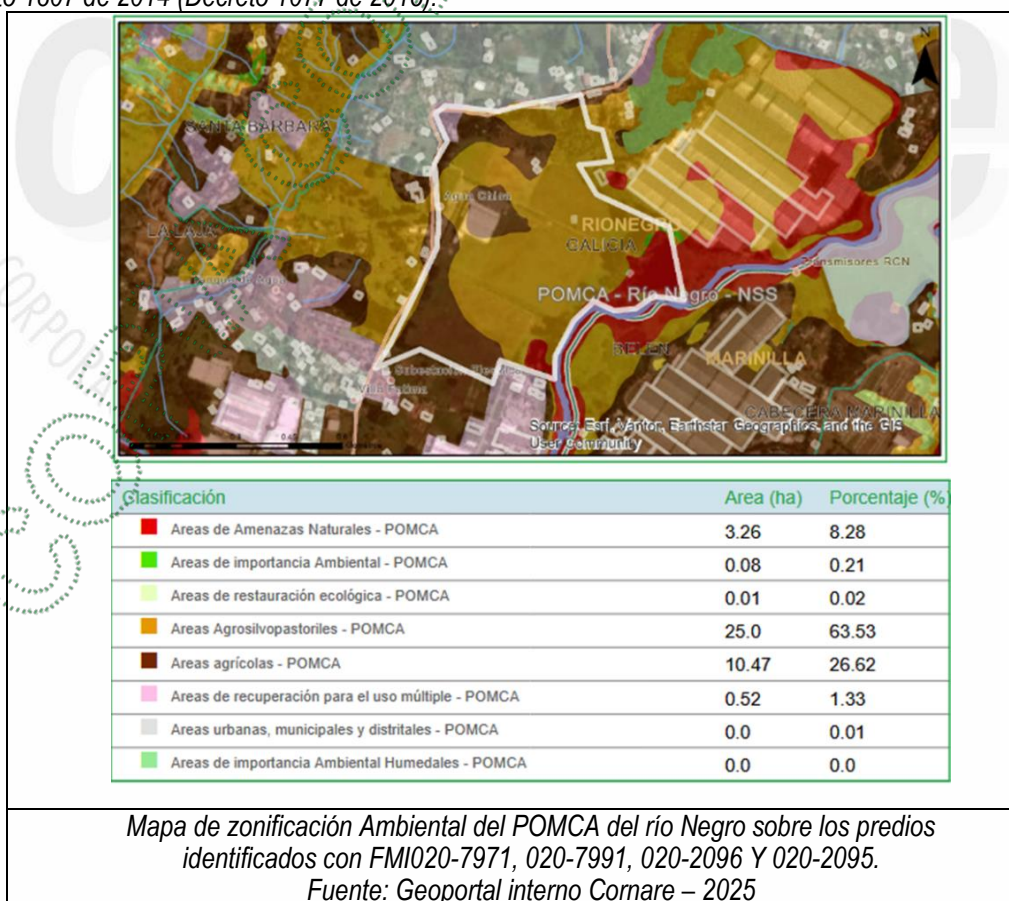 to 1607 de 2014 (Decreto 1077 de 2015).
N
SANTA BARBARA
LA LAJA
RIONEGRO
GALICIA
Transmisores RCN
POMCA - Río Negro - NSS
BELEN
MARINILLA
CABECERA MARINILLA
Source: Esri, Vantor, Earthstar Geographics, and the GIS
User Community
CORPO
Clasificación Area (ha) Porcentaje (%)
Areas de Amenazas Naturales - POMCA 3.26 8.28
Areas de importancia Ambiental - POMCA 0.08 0.21
Areas de restauración ecológica - POMCA 0.01 0.02
Areas Agrosilvopastoriles - POMCA 25.0 63.53
Areas agrícolas - POMCA 10.47 26.62
Areas de recuperación para el uso múltiple - POMCA 0.52 1.33
Areas urbanas, municipales y distritales - POMCA 0.0 0.01
Areas de importancia Ambiental Humedales - POMCA 0.0 0.0
Mapa de zonificación Ambiental del POMCA del río Negro sobre los predios
identificados con FMI020-7971, 020-7991, 020-2096 Y 020-2095.
Fuente: Geoportal interno Cornare – 2025